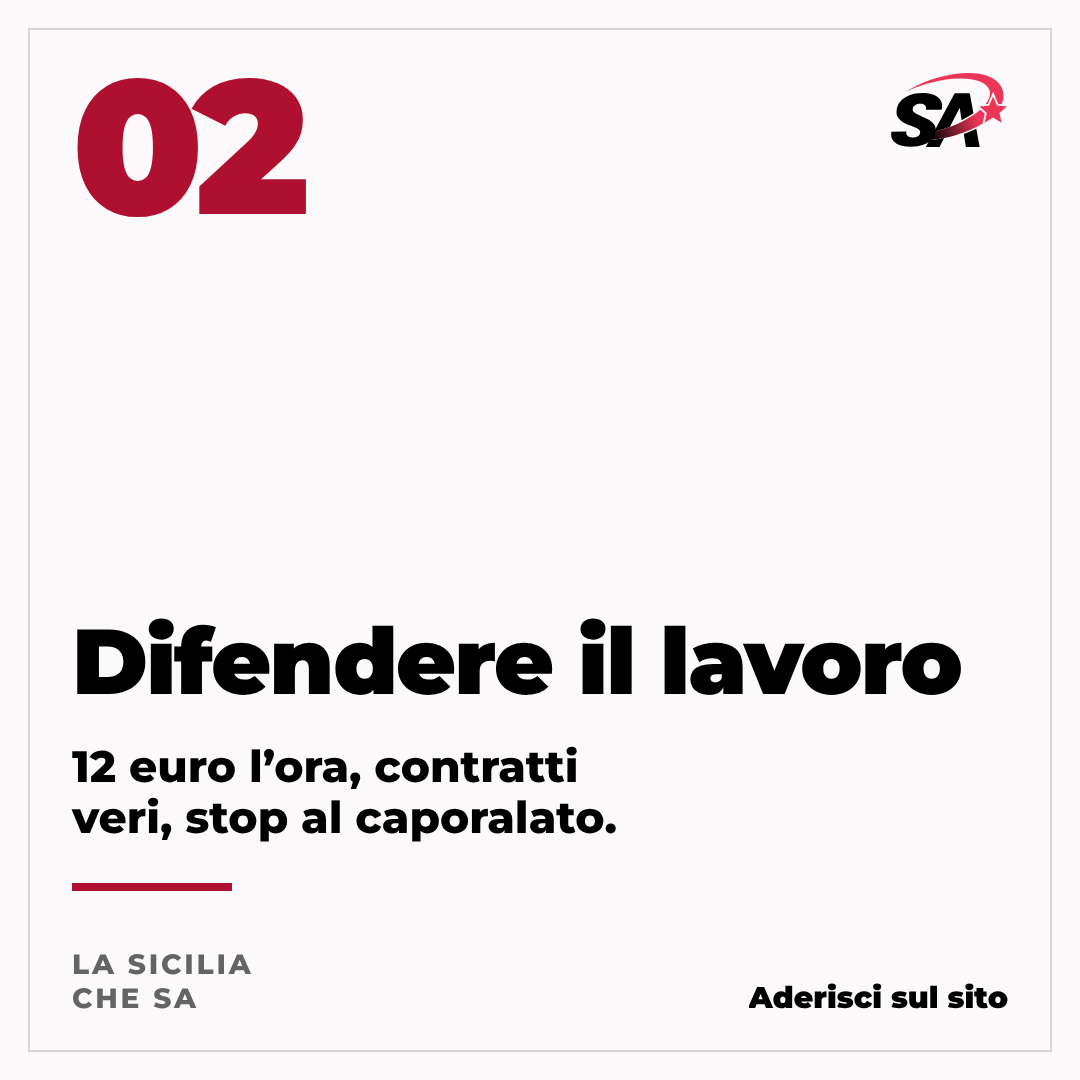 02
SA
Difendere il lavoro
12 euro l’ora, contratti
veri, stop al caporalato.
LA SICILIA
CHE SA
Aderisci sul sito